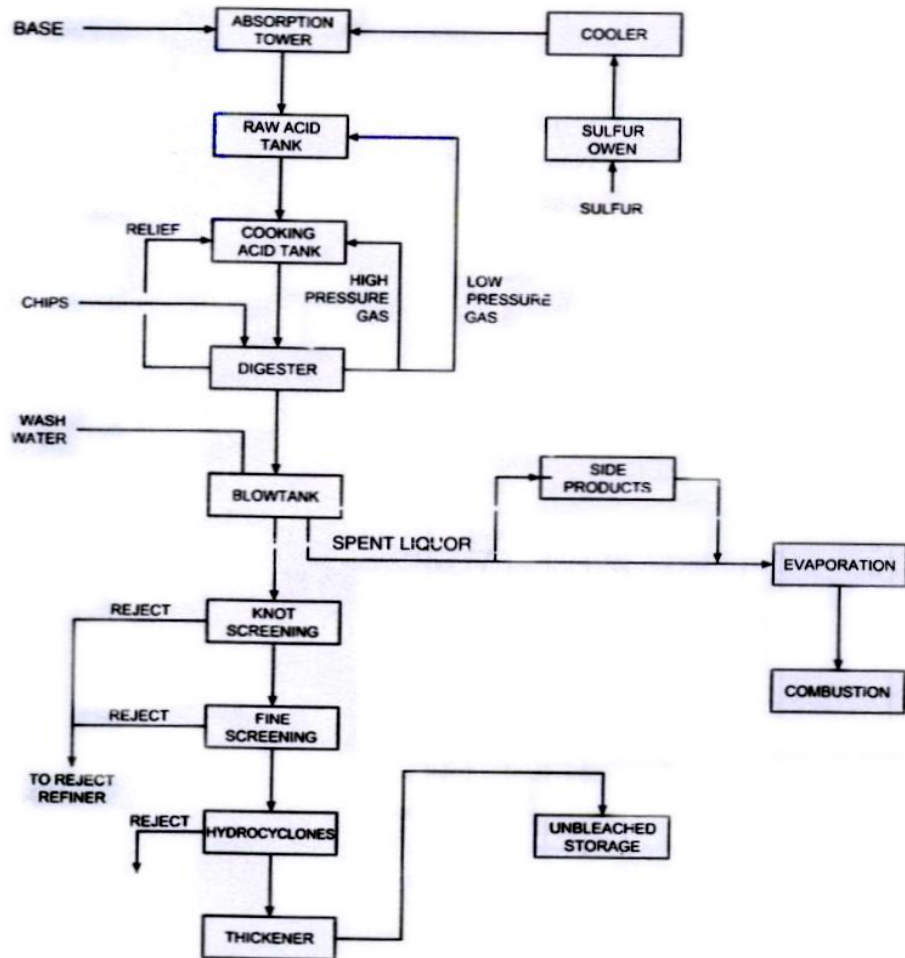 BASE
ABSORPTION
TOWER
COOLER
RAW ACID
TANK
SULFUR
OWEN
SULFUR
RELIEF
COOKING
ACID TANK
HIGH
PRESSURE
GAS
LOW
PRESSURE
GAS
CHIPS
DIGESTER
WASH
WATER
BLOWTANK
SIDE
PRODUCTS
SPENT LIQUOR
EVAPORATION
REJECT
KNOT
SCREENING
COMBUSTION
REJECT
FINE
SCREENING
TO REJECT
REFINER
REJECT
HYDROCYCLONES
UNBLEACHED
STORAGE
THICKENER